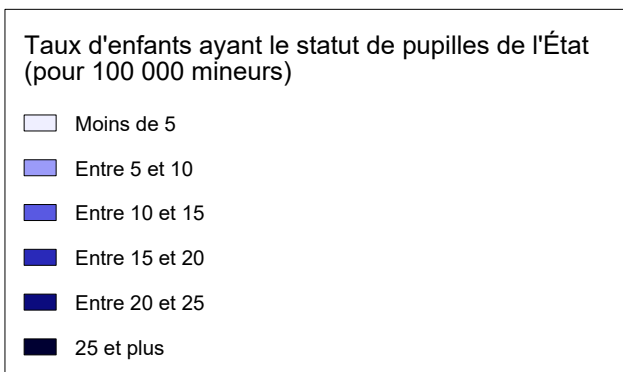 Taux d'enfants ayant le statut de pupilles de l'État
(pour 100 000 mineurs)
Moins de 5
Entre 5 et 10
Entre 10 et 15
Entre 15 et 20
Entre 20 et 25
25 et plus